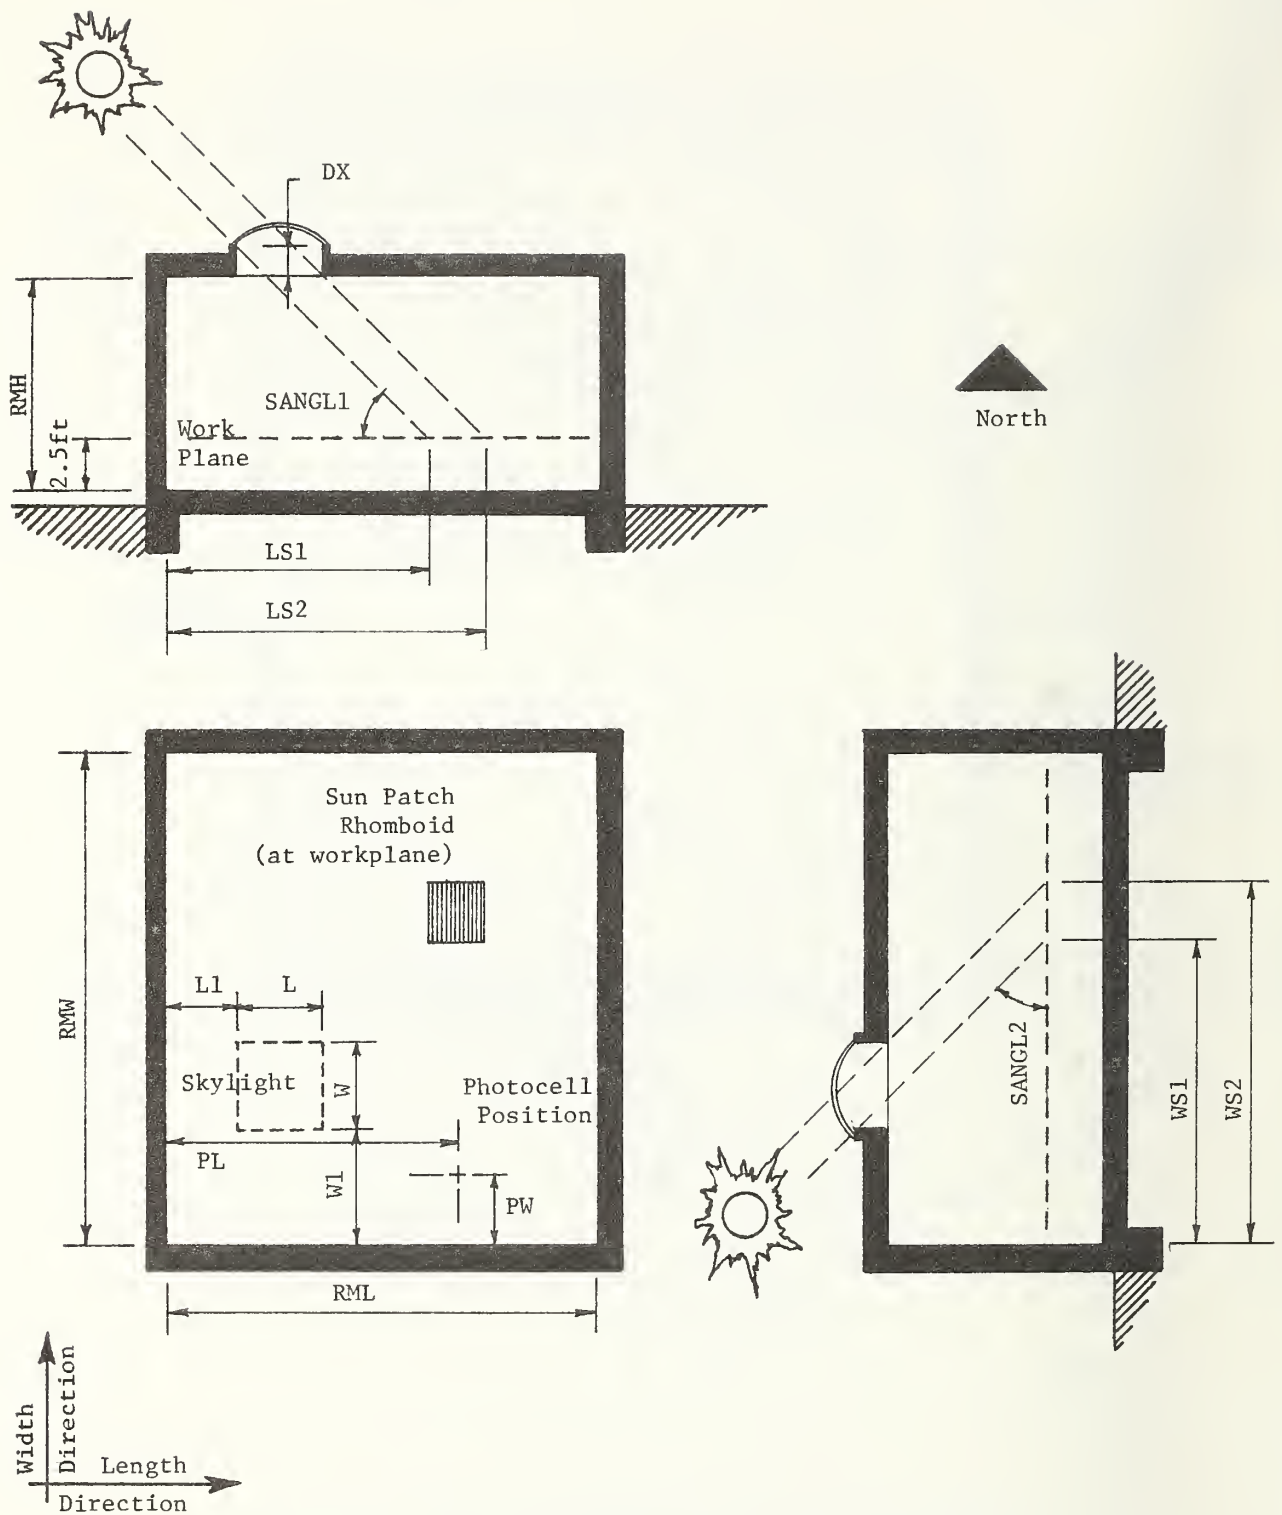 DX
RMH
2.5ft
SANGL1
Work
Plane
North
LS1
LS2
Sun Patch
Rhomboid
(at workplane)
RMW
L1
L
Skylight
W
Photocell
Position
PL
W1
PW
RML
SANGL2
WS1
WS2
Width
Direction
Length
Direction